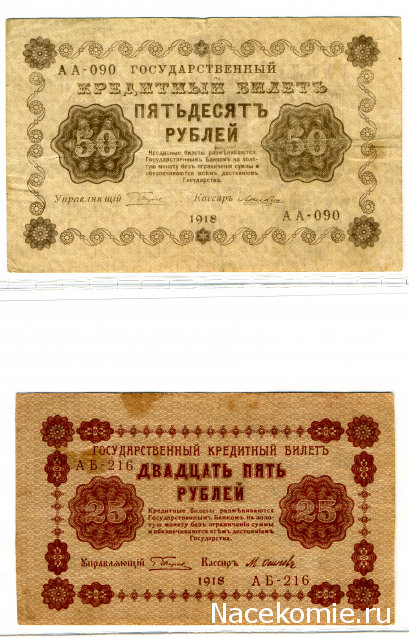 АА-090 ГОСУДАРСТВЕННЫЙ
КРЕДИТНЫЙ БИЛЕТЪ
ПЯТЬДЕСЯТЪ
РУБЛЕЙ
50 50
Кредитные билеты размѣниваются
Государственнымъ Банкомъ на золо-
тую монету безъ ограниченія суммы и
обезпечиваются всѣмъ достояніемъ
Государства.
Управляющій Кассиръ
1918 АА-090
ГОСУДАРСТВЕННЫЙ КРЕДИТНЫЙ БИЛЕТЪ
АБ-216
ДВАДЦАТЬ ПЯТЬ
РУБЛЕЙ
25 25
Кредитные Билеты размѣниваются
Государственнымъ Банкомъ на золо-
тую монету безъ ограниченія суммы
и обезпечиваются всѣмъ достояніемъ
Государства.
Управляющій Кассиръ
1918 АБ-216
Nacekomie.ru